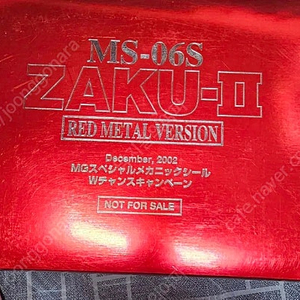 MS-06S
ZAKU-II
RED METAL VERSION
December, 2002
MGスペシャルメカニックシール
Wチャンスキャンペーン
NOT FOR SALE